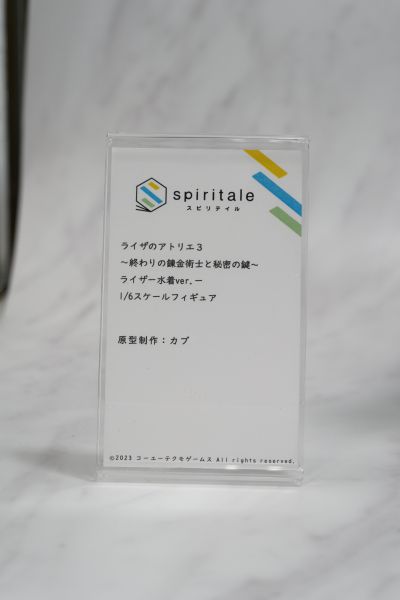 spiritale
スピリテイル
ライザのアトリエ3
～終わりの錬金術士と秘密の鍵～
ライザー水着ver.ー
1/6スケールフィギュア
原型制作：カブ
©2023 コーエーテクモゲームス All rights reserved.